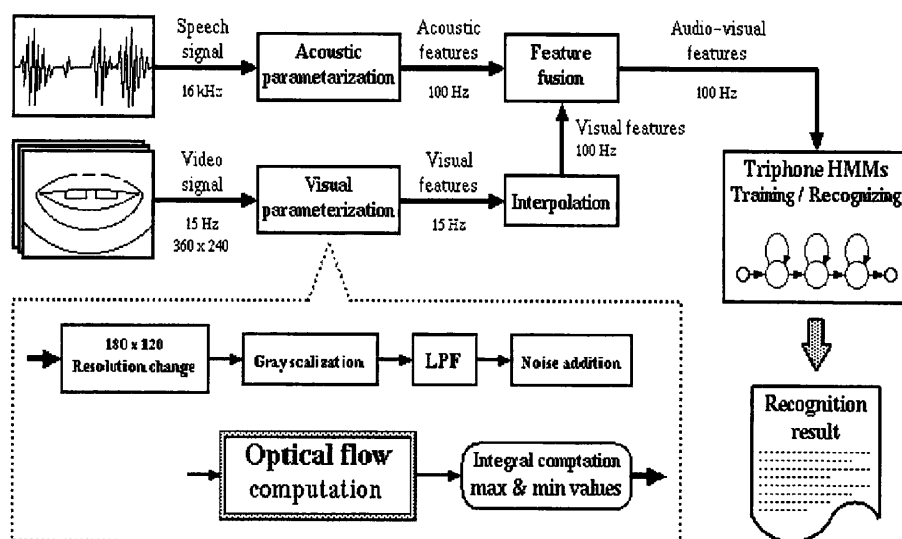 Speech
signal
16 kHz
Acoustic
parametarization
Acoustic
features
100 Hz
Feature
fusion
Audio-visual
features
100 Hz
Visual features
100 Hz
Video
signal
15 Hz
360 x 240
Visual
parameterization
Visual
features
15 Hz
Interpolation
Triphone HMMs
Training / Recognizing
180 x 120
Resolution change
Grayscalization
LPF
Noise addition
Optical flow
computation
Integral comptation
max & min values
Recognition
result